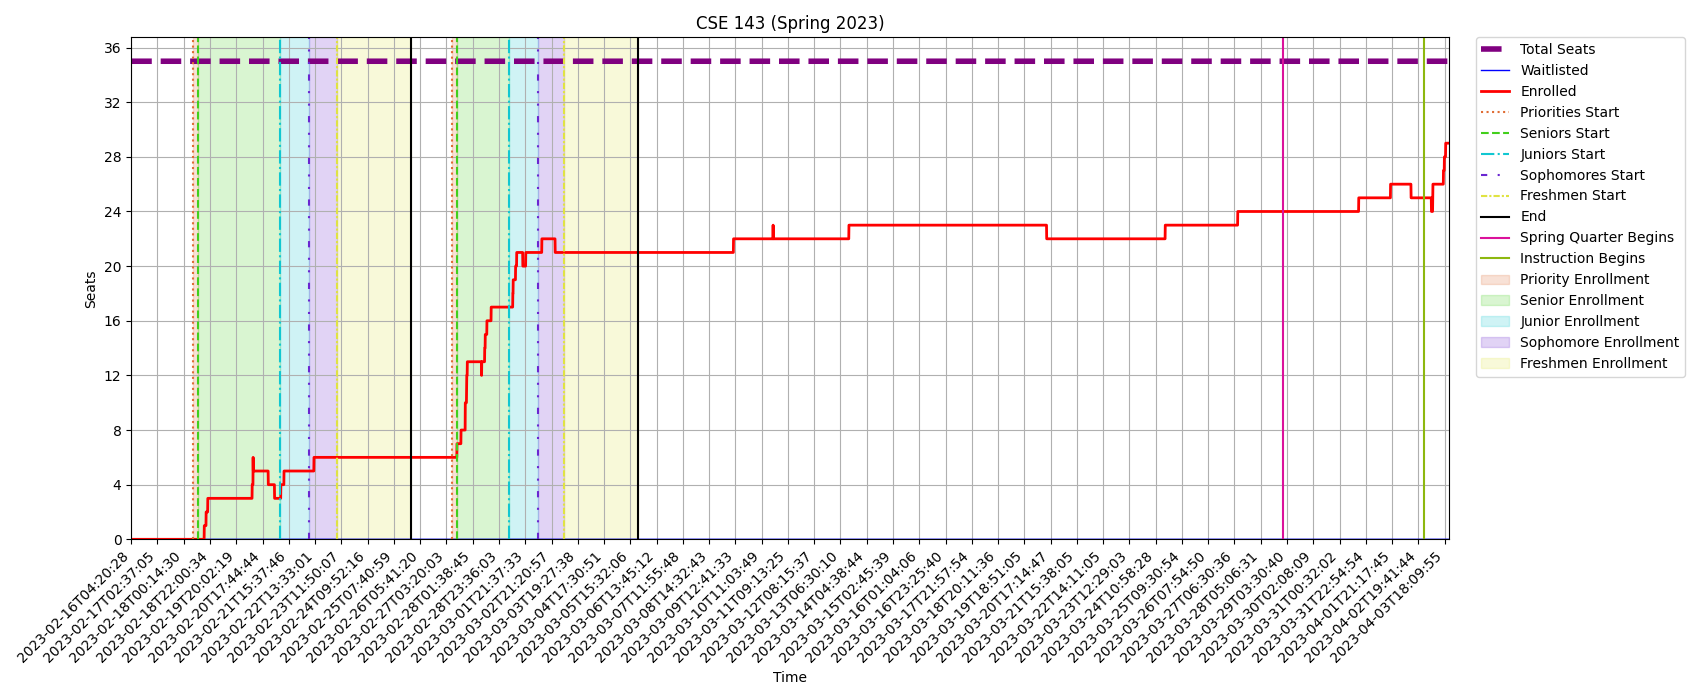 CSE 143 (Spring 2023)
36
32
28
24
20
16
12
8
4
0
Seats
2023-02-16T04:20:28
2023-02-17T02:37:05
2023-02-18T00:14:30
2023-02-18T22:00:34
2023-02-19T20:02:19
2023-02-20T17:44:44
2023-02-21T15:37:46
2023-02-22T13:33:01
2023-02-23T11:50:07
2023-02-24T09:52:16
2023-02-25T07:40:59
2023-02-26T05:41:20
2023-02-27T03:20:03
2023-02-28T01:38:45
2023-02-28T23:36:03
2023-03-01T21:37:33
2023-03-02T21:20:57
2023-03-03T19:27:38
2023-03-04T17:30:51
2023-03-05T15:32:06
2023-03-06T13:45:12
2023-03-07T11:55:48
2023-03-08T14:32:43
2023-03-09T12:41:33
2023-03-10T11:03:49
2023-03-11T09:13:25
2023-03-12T08:15:37
2023-03-13T06:30:10
2023-03-14T04:38:44
2023-03-15T02:45:39
2023-03-16T01:04:06
2023-03-16T23:25:40
2023-03-17T21:57:54
2023-03-18T20:11:36
2023-03-19T18:51:05
2023-03-20T17:14:47
2023-03-21T15:38:05
2023-03-22T14:11:05
2023-03-23T12:29:03
2023-03-24T10:58:28
2023-03-25T09:30:54
2023-03-26T07:54:50
2023-03-27T06:30:36
2023-03-28T05:06:31
2023-03-29T03:30:40
2023-03-30T02:08:09
2023-03-31T00:32:02
2023-03-31T22:54:54
2023-04-01T21:17:45
2023-04-02T19:41:44
2023-04-03T18:09:55
Time
Total Seats
Waitlisted
Enrolled
Priorities Start
Seniors Start
Juniors Start
Sophomores Start
Freshmen Start
End
Spring Quarter Begins
Instruction Begins
Priority Enrollment
Senior Enrollment
Junior Enrollment
Sophomore Enrollment
Freshmen Enrollment